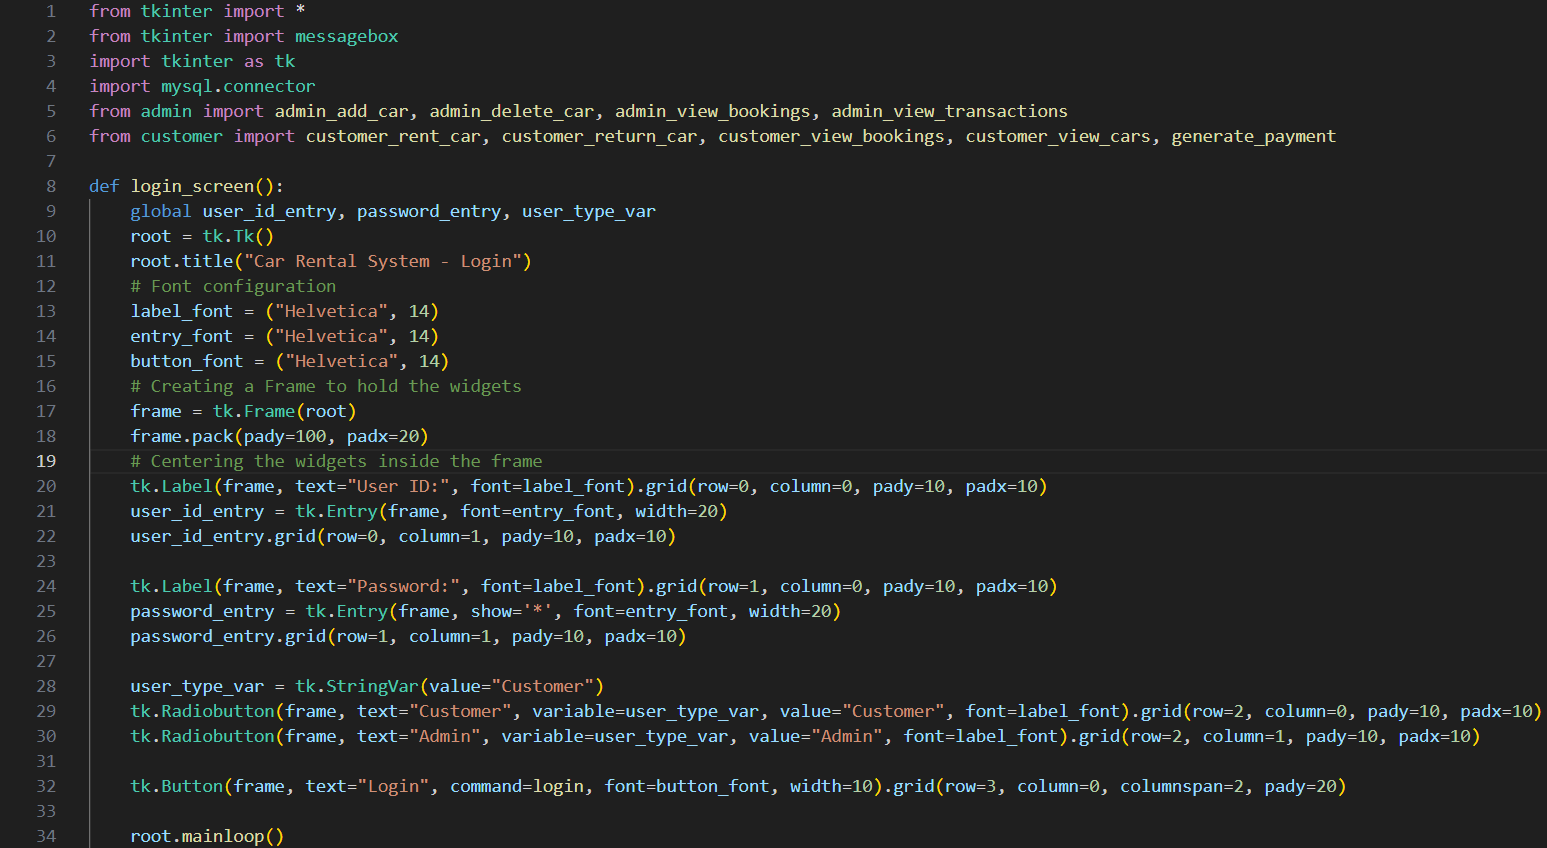 1 from tkinter import *
2 from tkinter import messagebox
3 import tkinter as tk
4 import mysql.connector
5 from admin import admin_add_car, admin_delete_car, admin_view_bookings, admin_view_transactions
6 from customer import customer_rent_car, customer_return_car, customer_view_bookings, customer_view_cars, generate_payment
7
8 def login_screen():
9     global user_id_entry, password_entry, user_type_var
10     root = tk.Tk()
11     root.title("Car Rental System - Login")
12     # Font configuration
13     label_font = ("Helvetica", 14)
14     entry_font = ("Helvetica", 14)
15     button_font = ("Helvetica", 14)
16     # Creating a Frame to hold the widgets
17     frame = tk.Frame(root)
18     frame.pack(pady=100, padx=20)
19     # Centering the widgets inside the frame
20     tk.Label(frame, text="User ID:", font=label_font).grid(row=0, column=0, pady=10, padx=10)
21     user_id_entry = tk.Entry(frame, font=entry_font, width=20)
22     user_id_entry.grid(row=0, column=1, pady=10, padx=10)
23
24     tk.Label(frame, text="Password:", font=label_font).grid(row=1, column=0, pady=10, padx=10)
25     password_entry = tk.Entry(frame, show='*', font=entry_font, width=20)
26     password_entry.grid(row=1, column=1, pady=10, padx=10)
27
28     user_type_var = tk.StringVar(value="Customer")
29     tk.Radiobutton(frame, text="Customer", variable=user_type_var, value="Customer", font=label_font).grid(row=2, column=0, pady=10, padx=10)
30     tk.Radiobutton(frame, text="Admin", variable=user_type_var, value="Admin", font=label_font).grid(row=2, column=1, pady=10, padx=10)
31
32     tk.Button(frame, text="Login", command=login, font=button_font, width=10).grid(row=3, column=0, columnspan=2, pady=20)
33
34     root.mainloop()